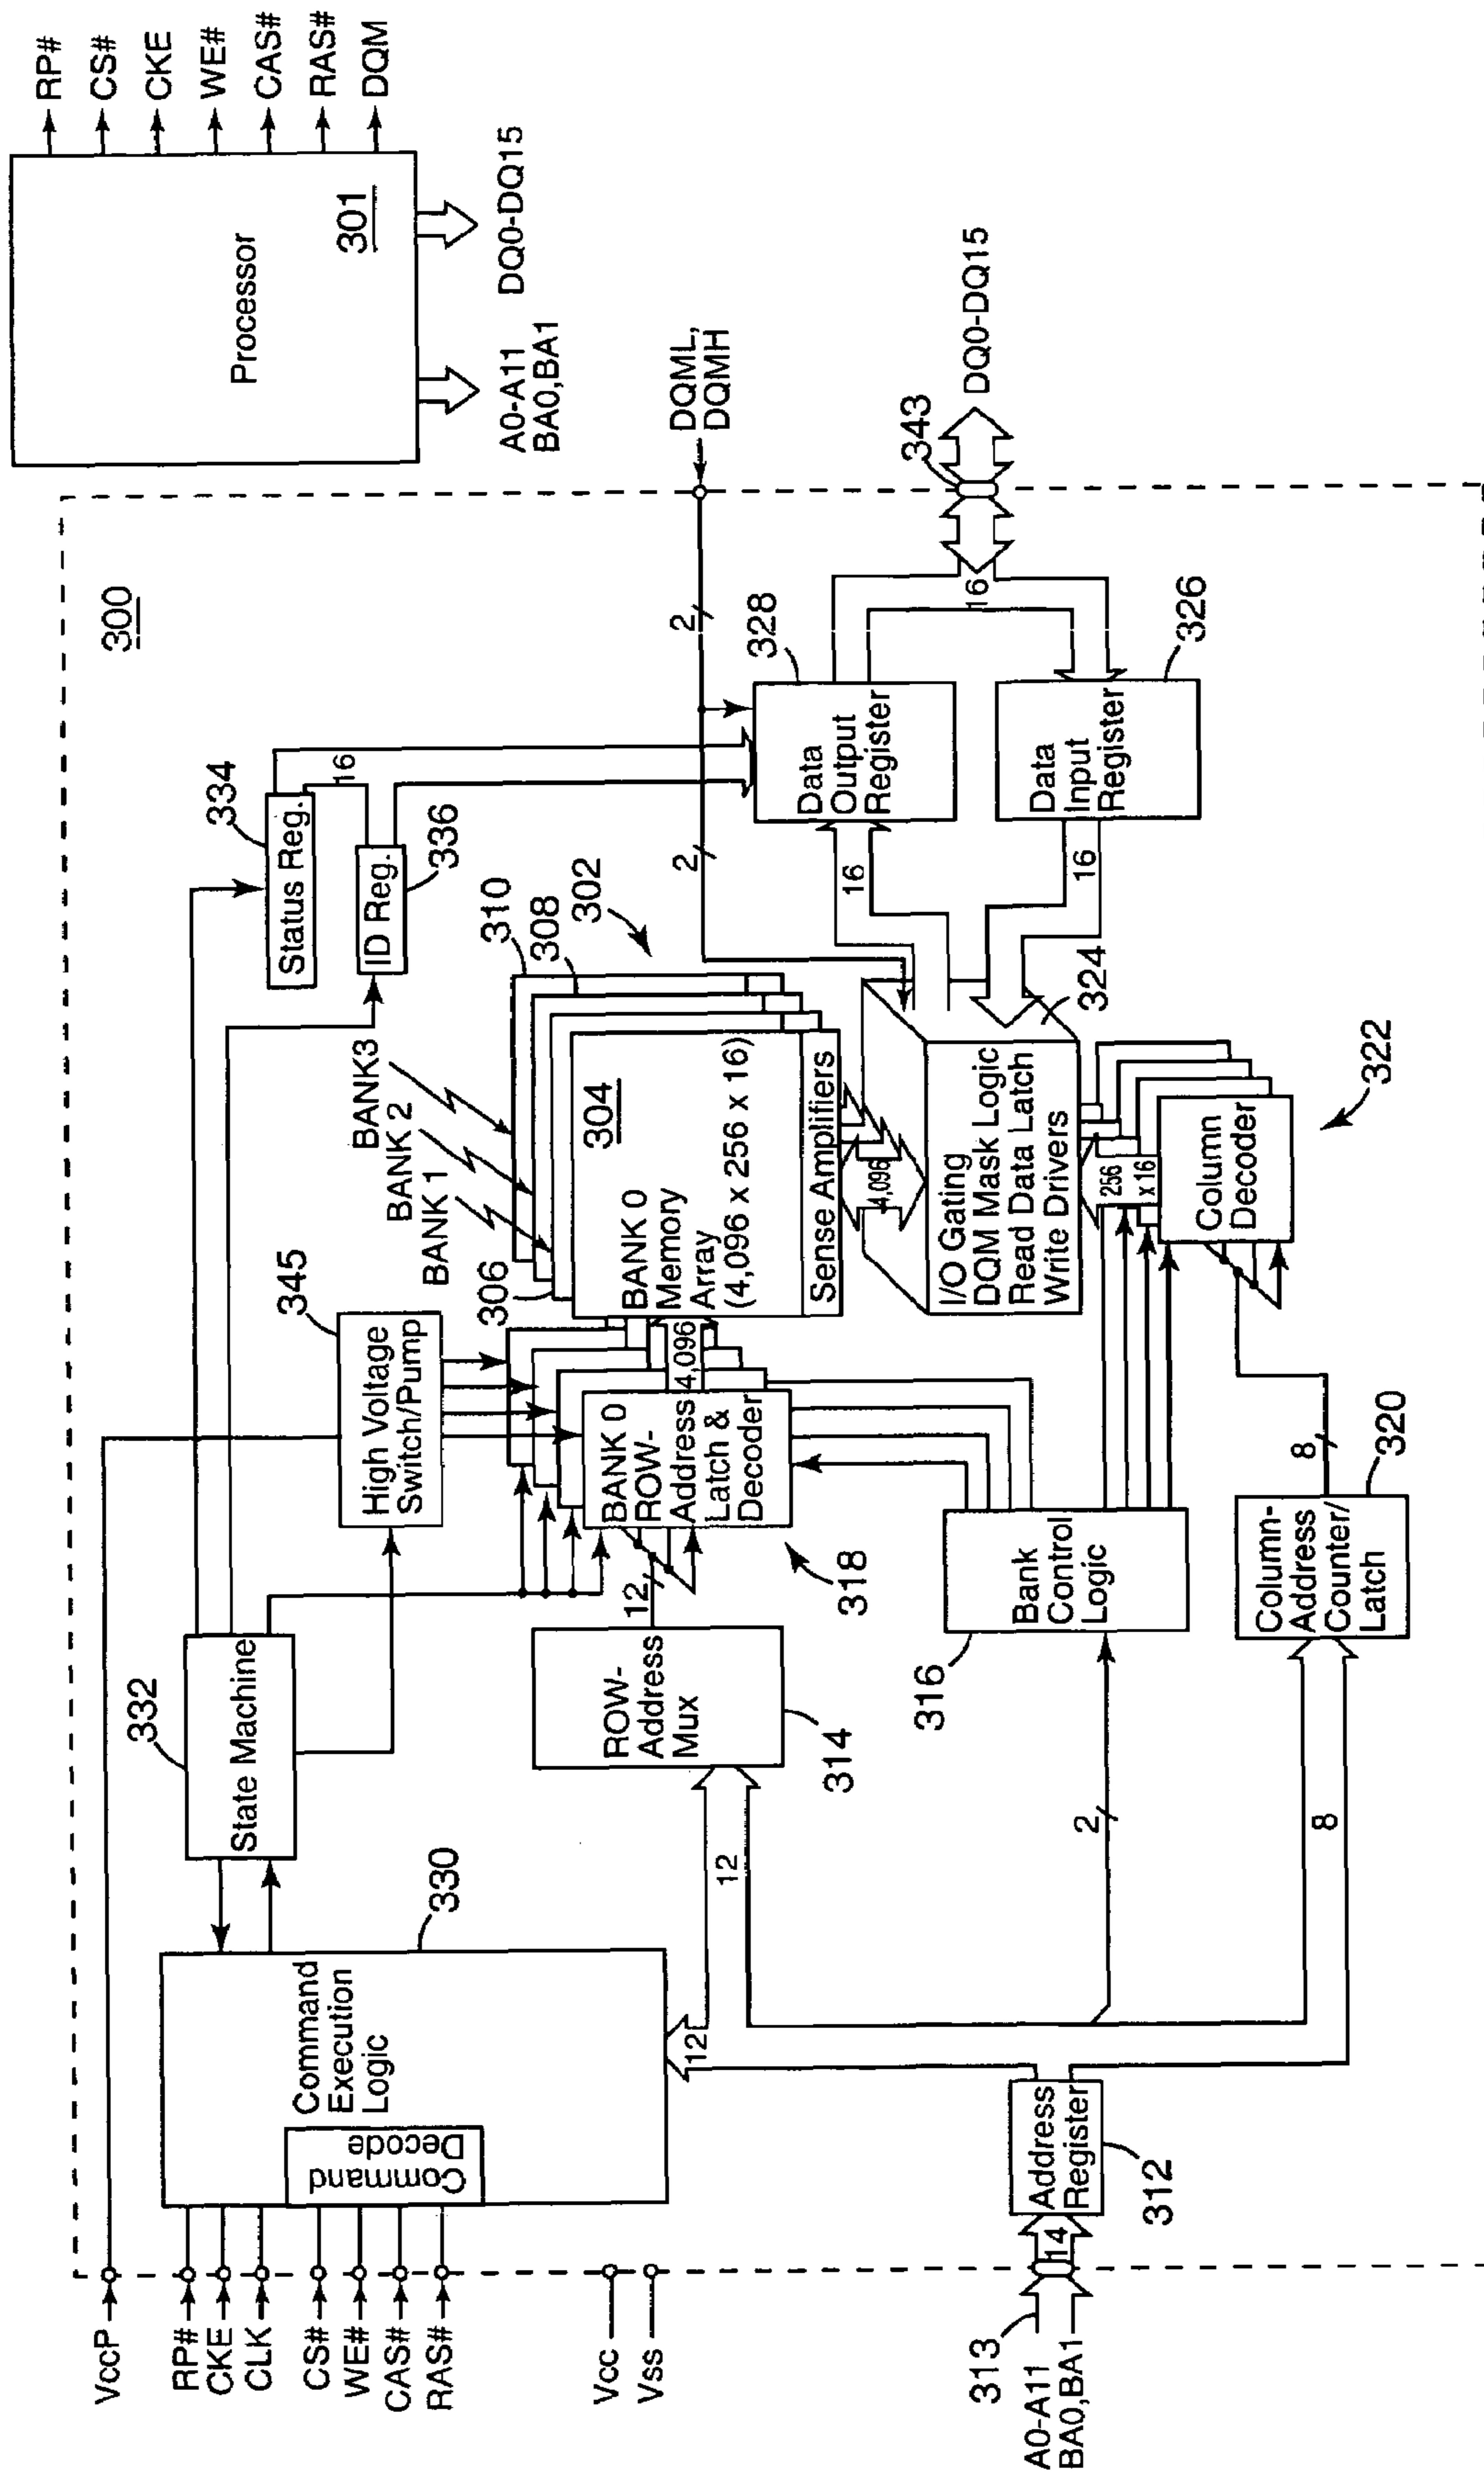 Processor
301
RP#
CS#
CKE
WE#
CAS#
RAS#
DQM
A0-A11
BA0,BA1
DQ0-DQ15
300
VccP
RP#
CKE
CLK
CS#
WE#
CAS#
RAS#
Vcc
Vss
Command
Execution
Logic
Command
Decode
330
State Machine
332
High Voltage
Switch/Pump
345
Status Reg.
334
ID Reg.
336
16
BANK3
BANK 2
BANK 1
310
308
306
302
304
BANK 0
Memory
Array
(4,096 x 256 x 16)
Sense Amplifiers
4,096
BANK 0
ROW-
Address
Latch &
Decoder
4,096
318
12
ROW-
Address
Mux
314
12
12
I/O Gating
DQM Mask Logic
Read Data Latch
Write Drivers
324
256
x 16
Column
Decoder
322
Bank
Control
Logic
316
2
Column-
Address
Counter/
Latch
320
8
8
Address
Register
312
14
313
A0-A11
BA0,BA1
DQML,
DQMH
2
2
Data
Output
Register
328
16
Data
Input
Register
326
16
16
343
DQ0-DQ15